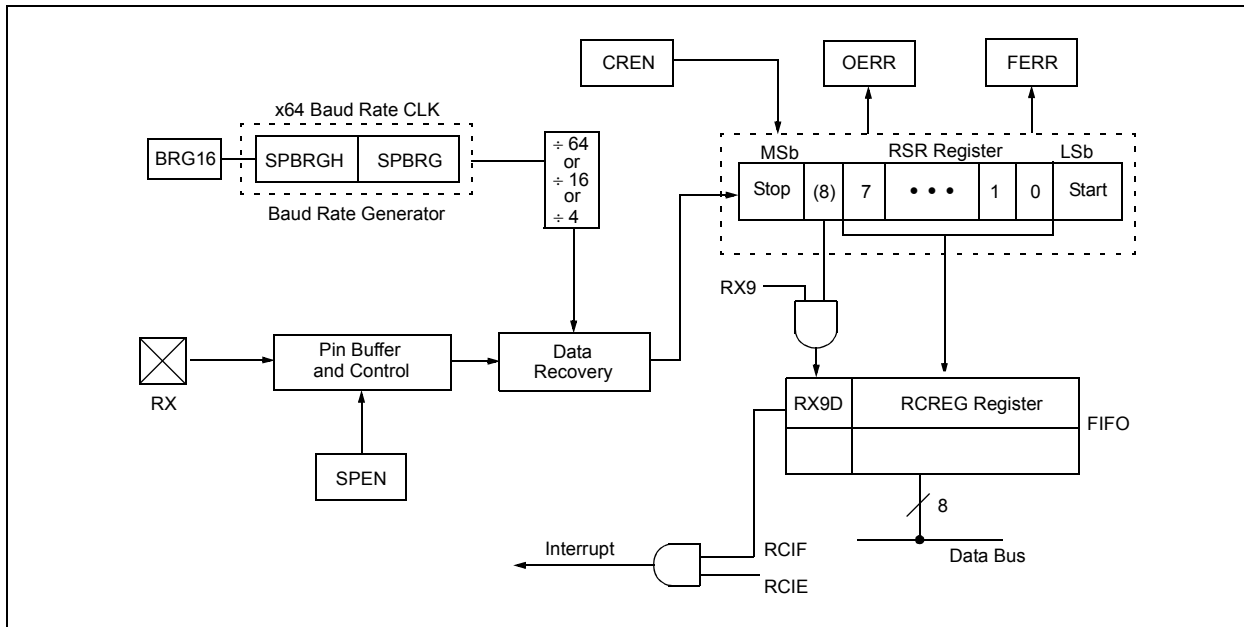 CREN
OERR
FERR
x64 Baud Rate CLK
BRG16
SPBRGH
SPBRG
Baud Rate Generator
÷ 64
or
÷ 16
or
÷ 4
MSb
RSR Register
LSb
Stop
(8)
7
• • •
1
0
Start
RX9
RX
Pin Buffer
and Control
Data
Recovery
SPEN
RX9D
RCREG Register
FIFO
8
Data Bus
Interrupt
RCIF
RCIE